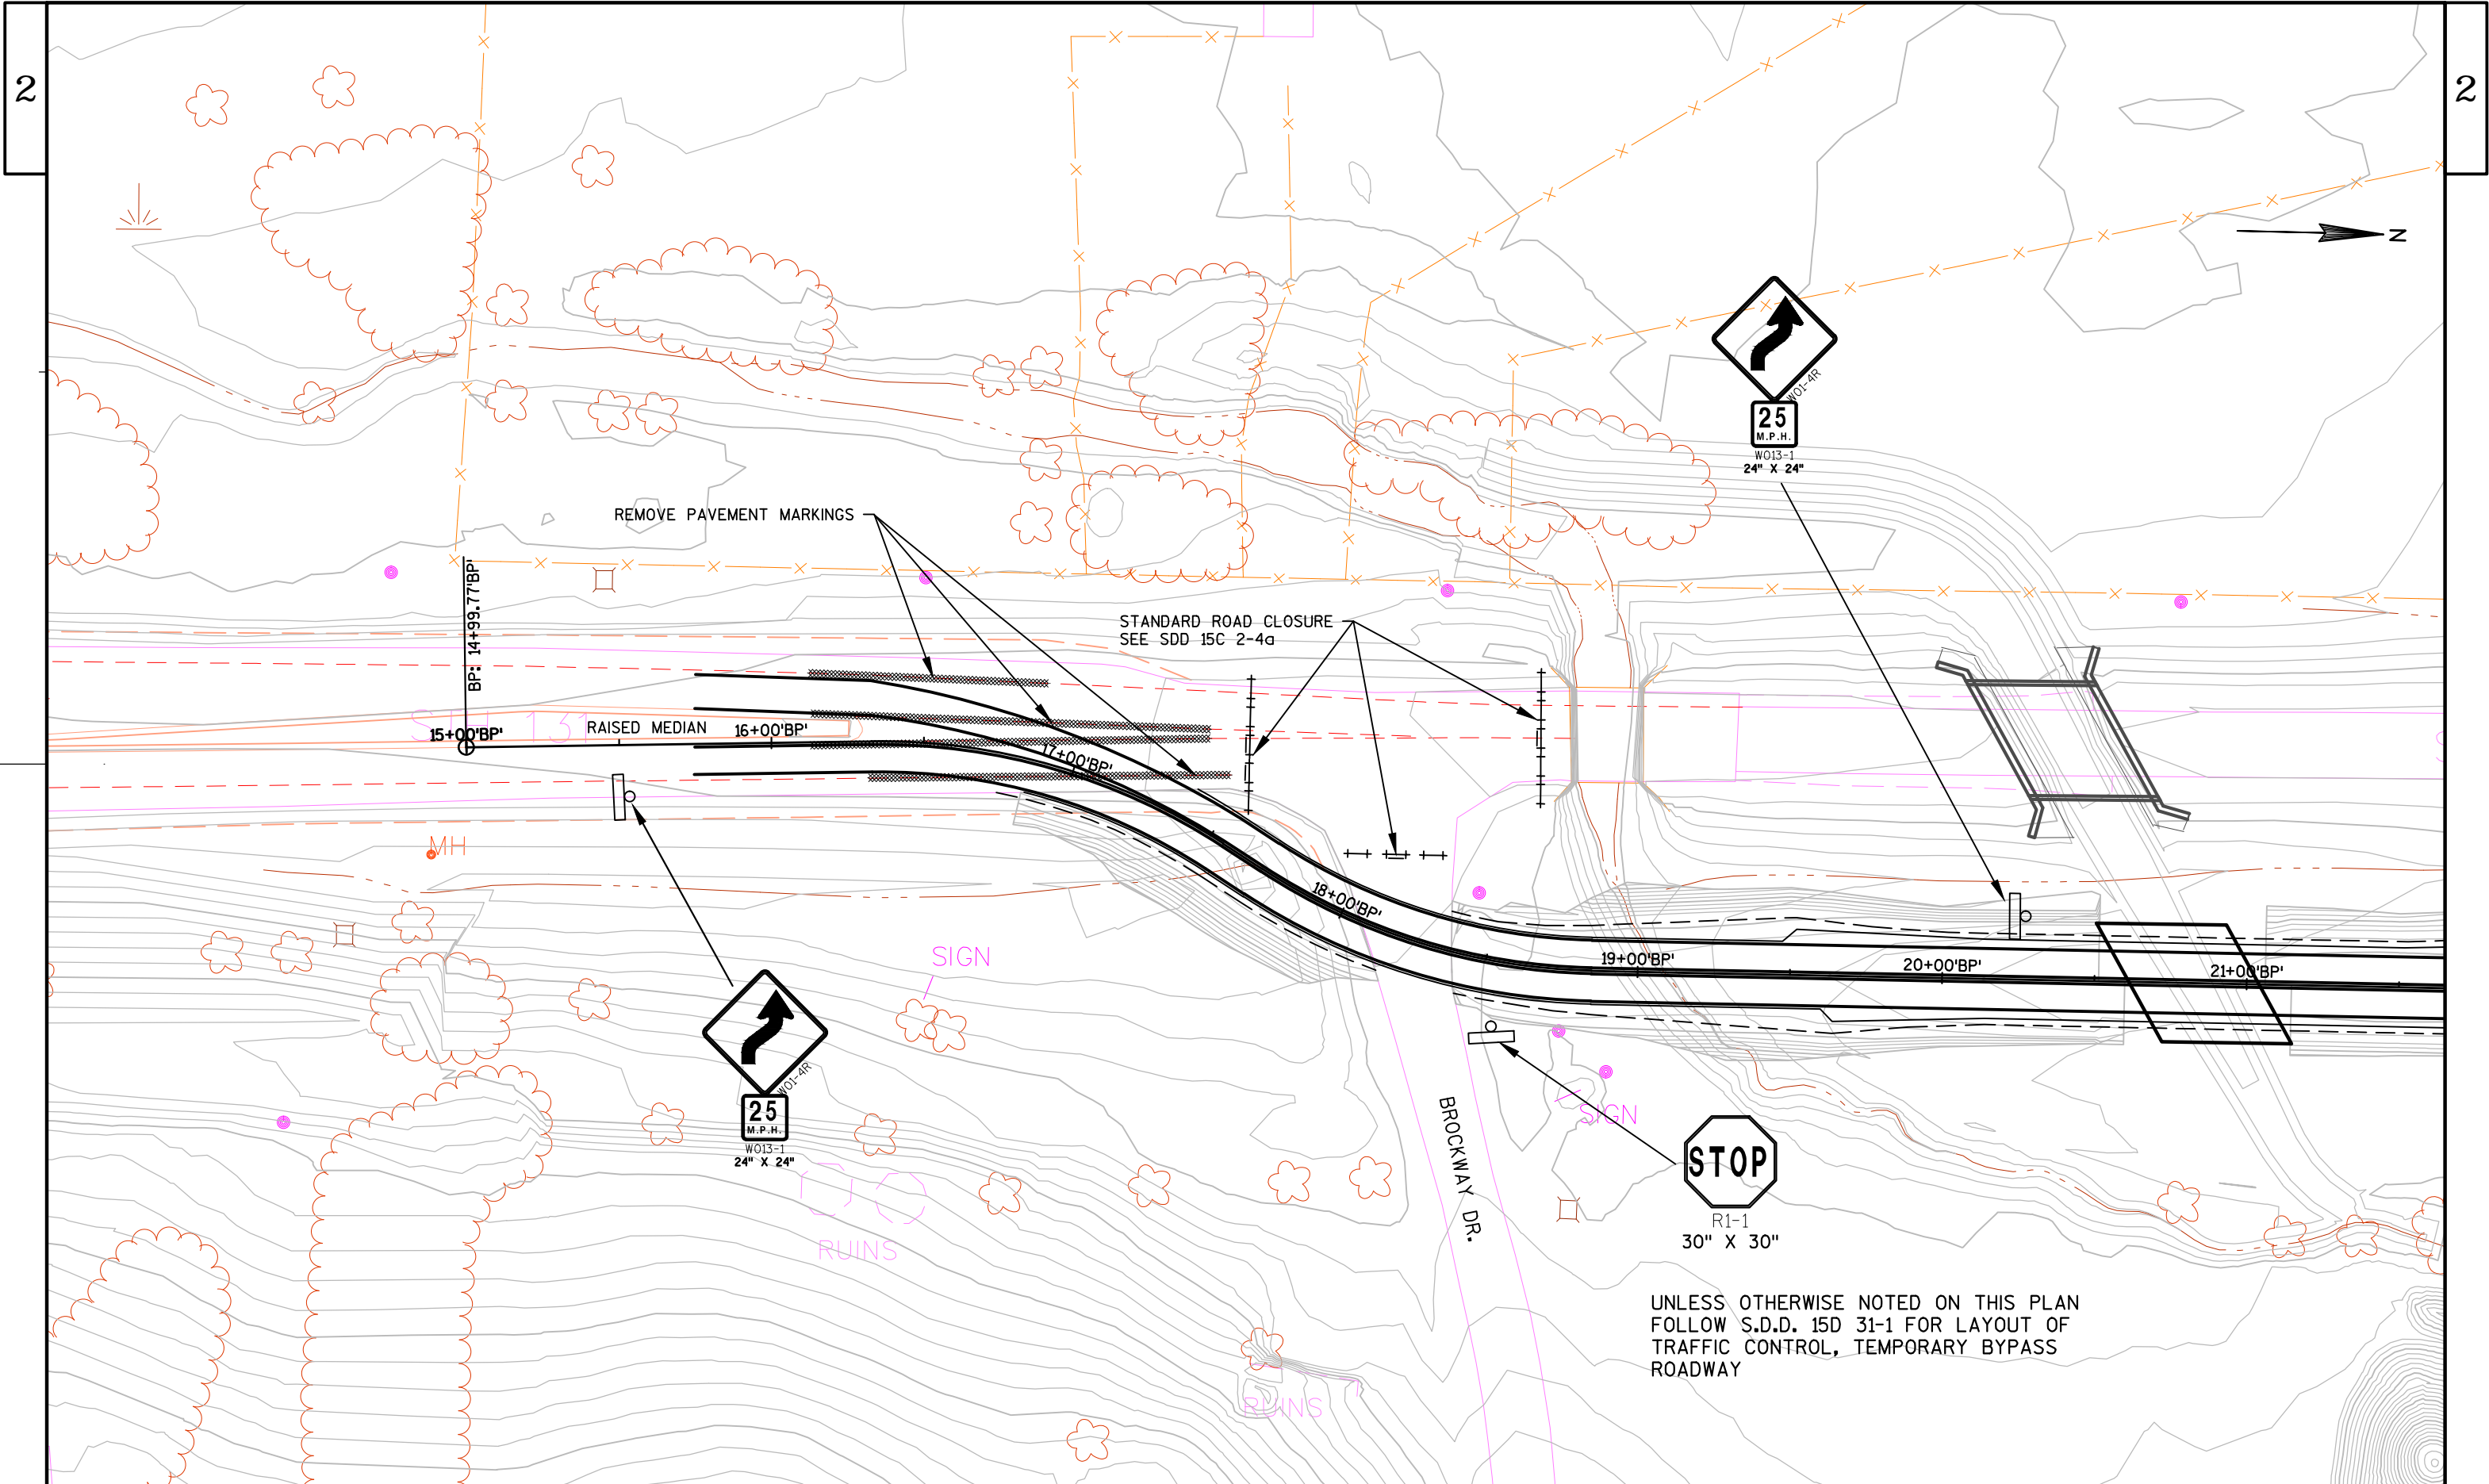 2
2
N
WO1-4R
25
M.P.H.
WO13-1
24" X 24"
REMOVE PAVEMENT MARKINGS
BP: 14+99.77'BP'
STANDARD ROAD CLOSURE
SEE SDD 15C 2-4a
15+00'BP'
RAISED MEDIAN
16+00'BP'
17+00'BP'
MH
18+00'BP'
SIGN
19+00'BP'
20+00'BP'
21+00'BP'
WO1-4R
25
M.P.H.
WO13-1
24" X 24"
BROCKWAY DR.
SIGN
STOP
R1-1
30" X 30"
RUINS
UNLESS OTHERWISE NOTED ON THIS PLAN
FOLLOW S.D.D. 15D 31-1 FOR LAYOUT OF
TRAFFIC CONTROL, TEMPORARY BYPASS
ROADWAY
RUINS